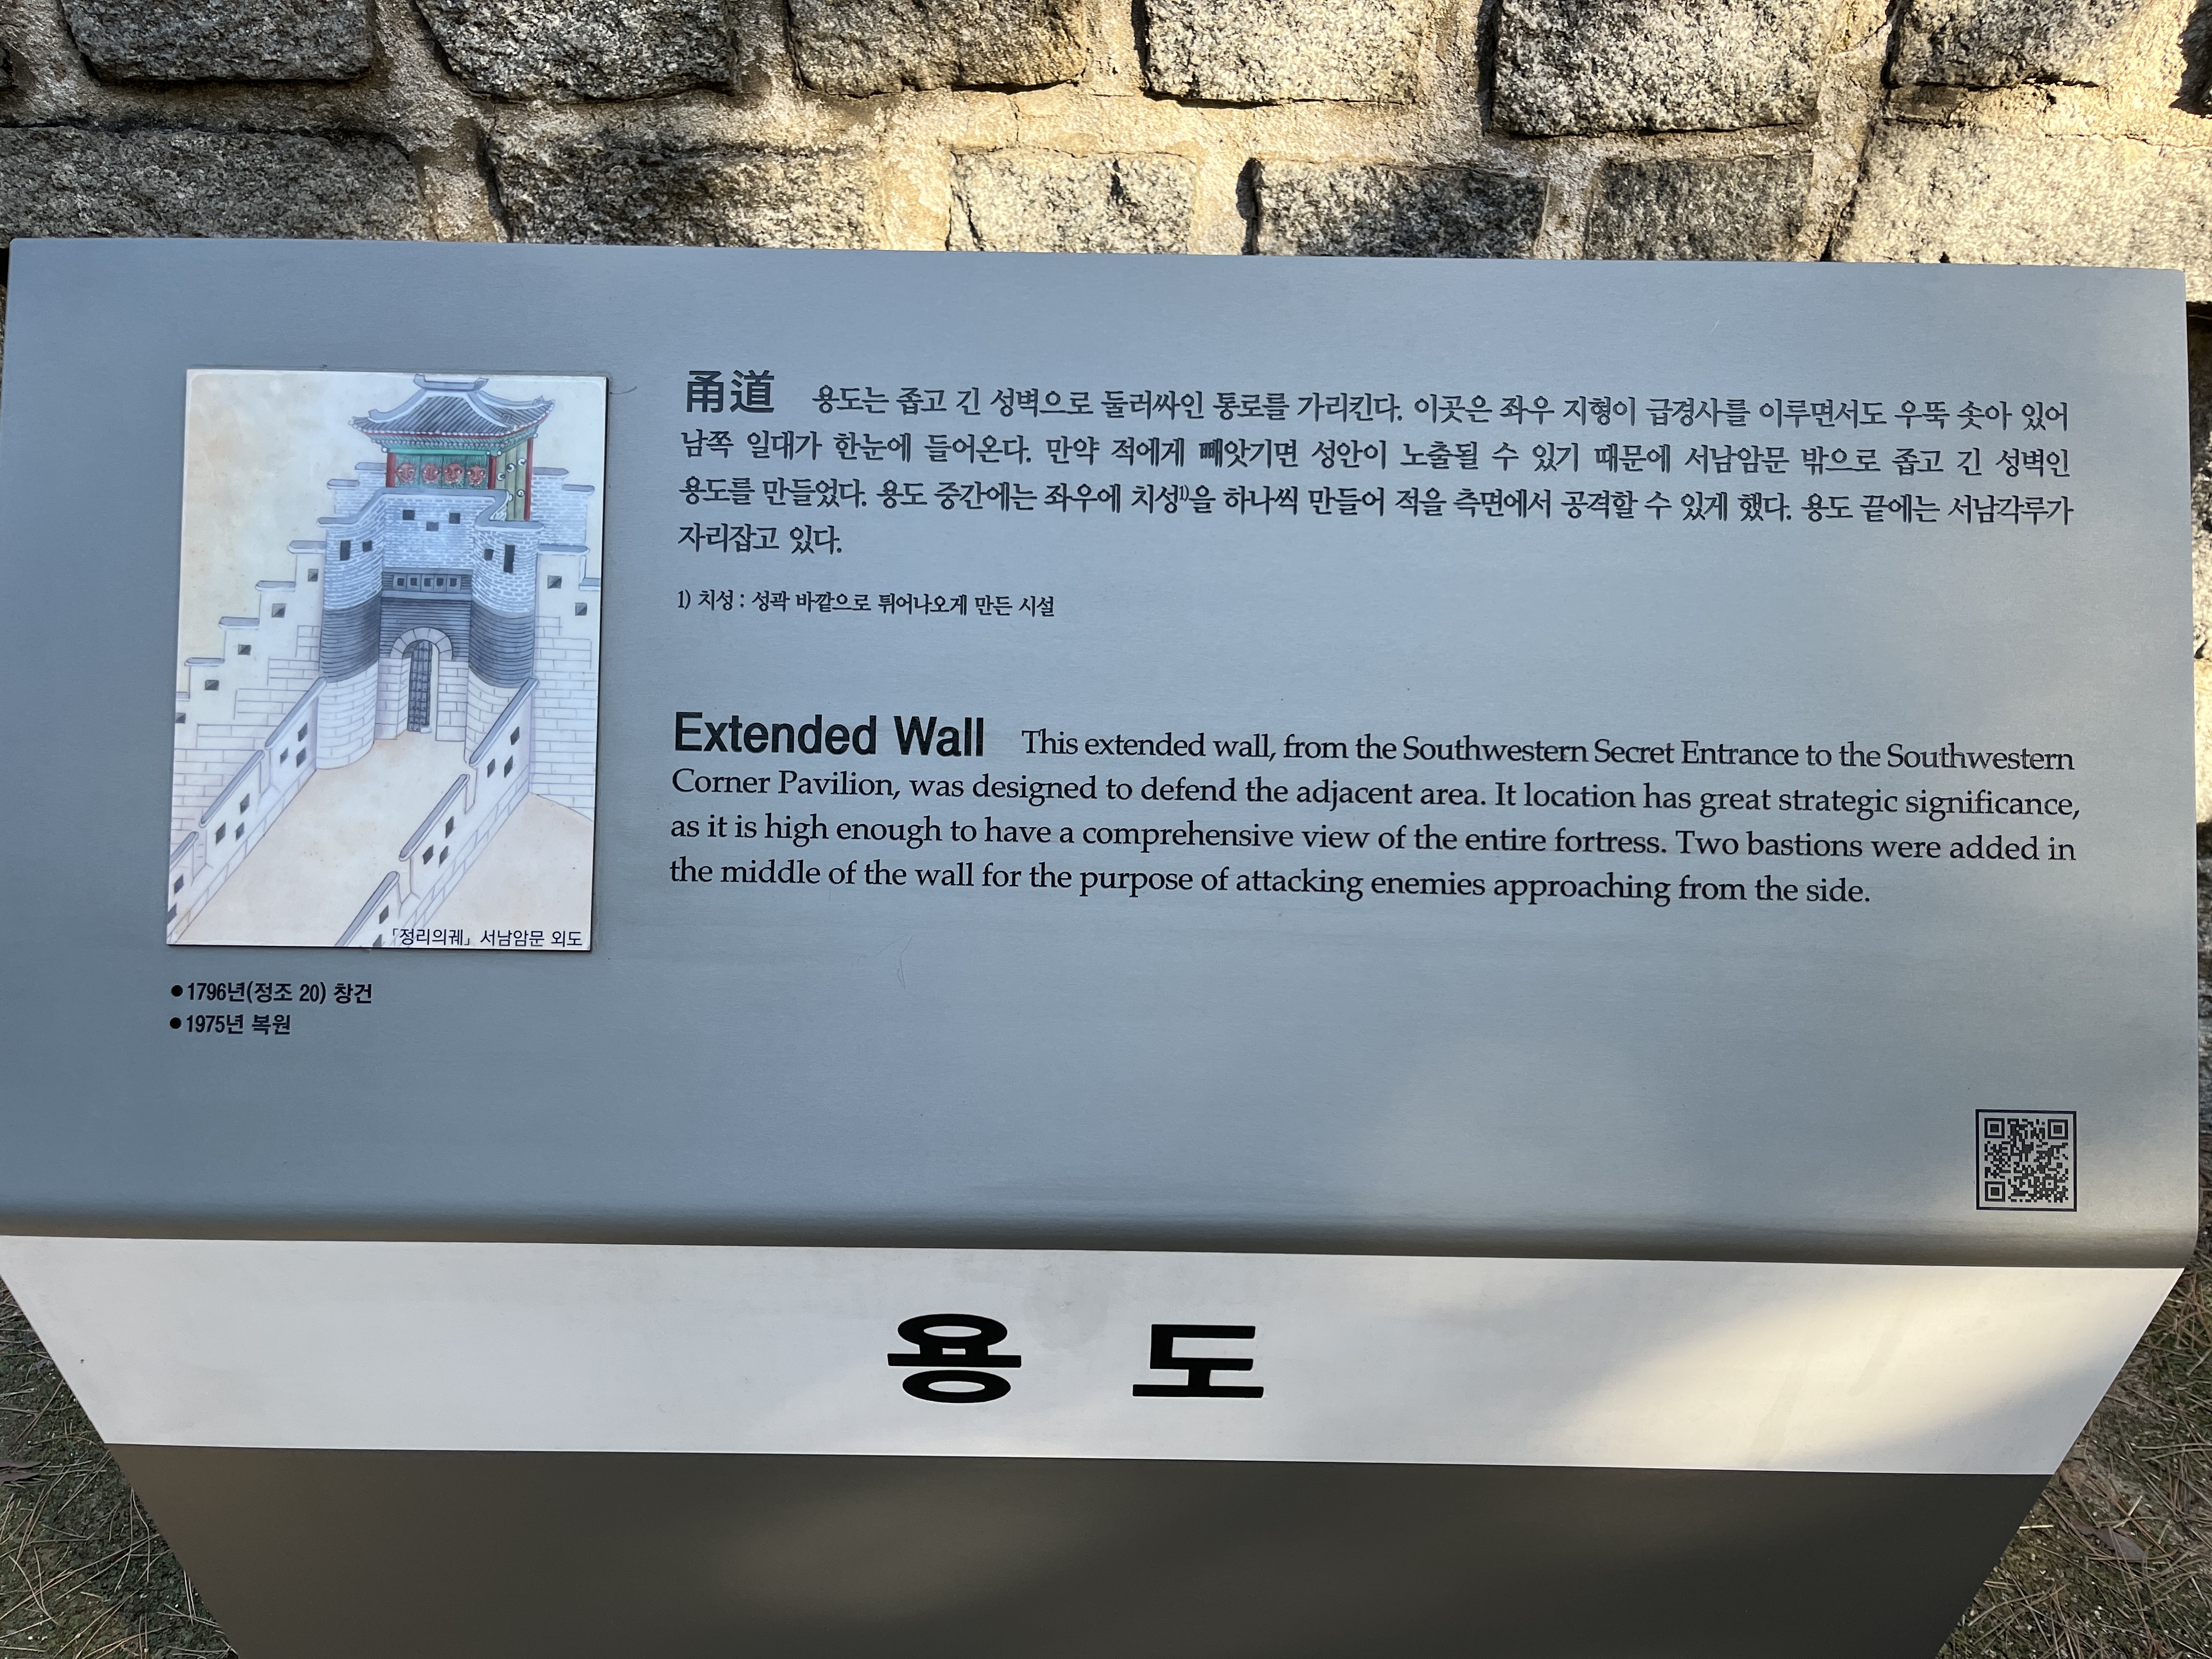 甬道 용도는 좁고 긴 성벽으로 둘러싸인 통로를 가리킨다. 이곳은 좌우 지형이 급경사를 이루면서도 우뚝 솟아 있어
남쪽 일대가 한눈에 들어온다. 만약 적에게 빼앗기면 성안이 노출될 수 있기 때문에 서남암문 밖으로 좁고 긴 성벽인
용도를 만들었다. 용도 중간에는 좌우에 치성1)을 하나씩 만들어 적을 측면에서 공격할 수 있게 했다. 용도 끝에는 서남각루가
자리잡고 있다.
1) 치성 : 성곽 바깥으로 튀어나오게 만든 시설
Extended Wall This extended wall, from the Southwestern Secret Entrance to the Southwestern
Corner Pavilion, was designed to defend the adjacent area. It location has great strategic significance,
as it is high enough to have a comprehensive view of the entire fortress. Two bastions were added in
the middle of the wall for the purpose of attacking enemies approaching from the side.
「정리의궤」 서남암문 외도
●1796년(정조 20) 창건
●1975년 복원
용 도